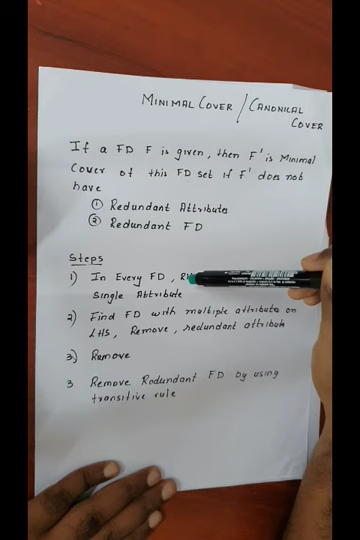 MINIMAL COVER / CANONICAL
COVER
If a FD F is given, then F' is Minimal
Cover of this FD set if F' does not
have
① Redundant Attributes
② Redundant FD
Steps
1) In Every FD,
Single Attribute
2) Find FD with multiple attributes on
LHS, Remove, redundant attribute
3) Remove
3 Remove Redundant FD by using
transitive rule